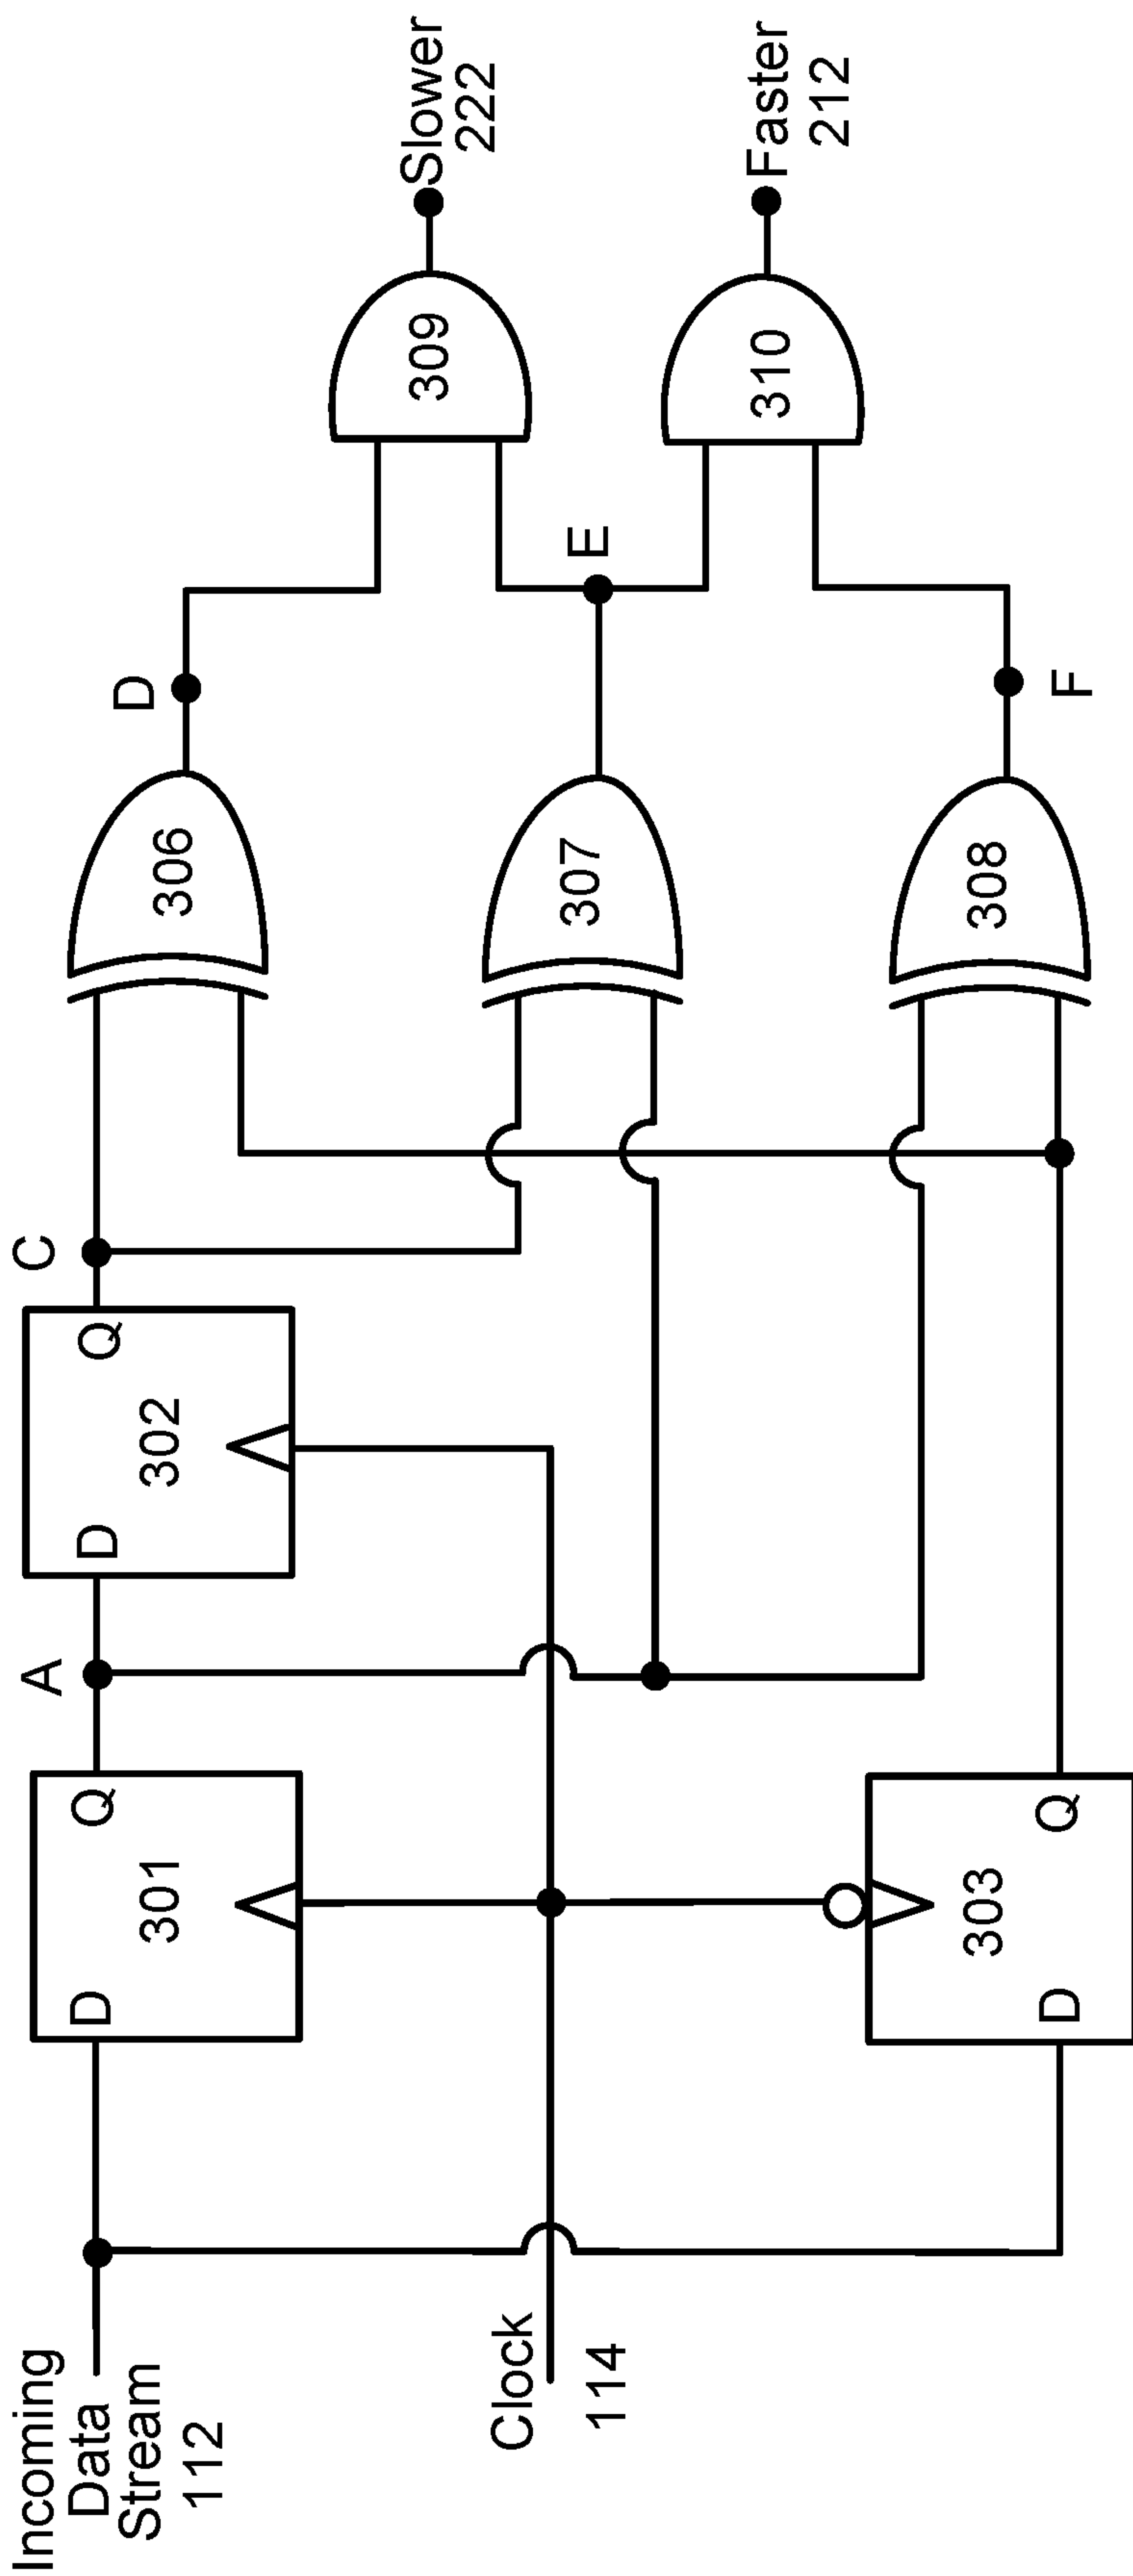 Incoming
Data
Stream
112
Clock
114
D
Q
301
A
D
Q
302
C
D
Q
303
306
307
308
D
E
F
309
310
Slower
222
Faster
212